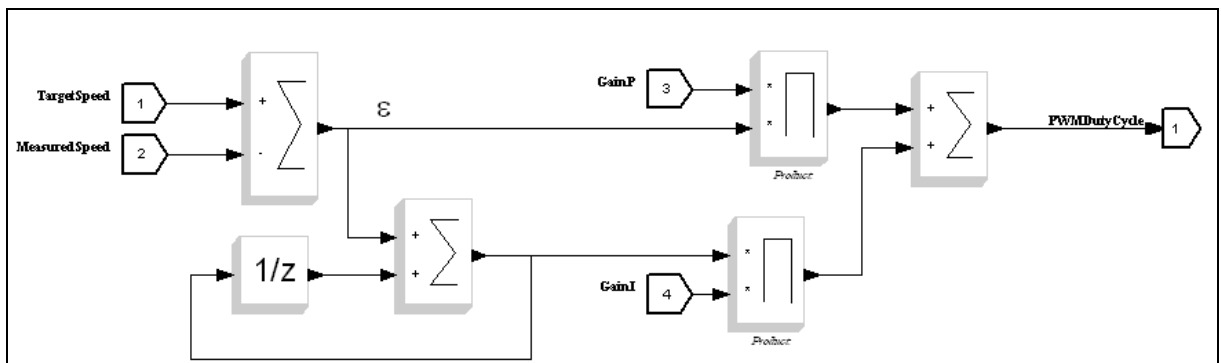 TargetSpeed 1
MeasuredSpeed 2
+
-
ε
GainP 3
*
*
Product
+
+
PWMDutyCycle 1
1/z
+
+
GainI 4
*
*
Product